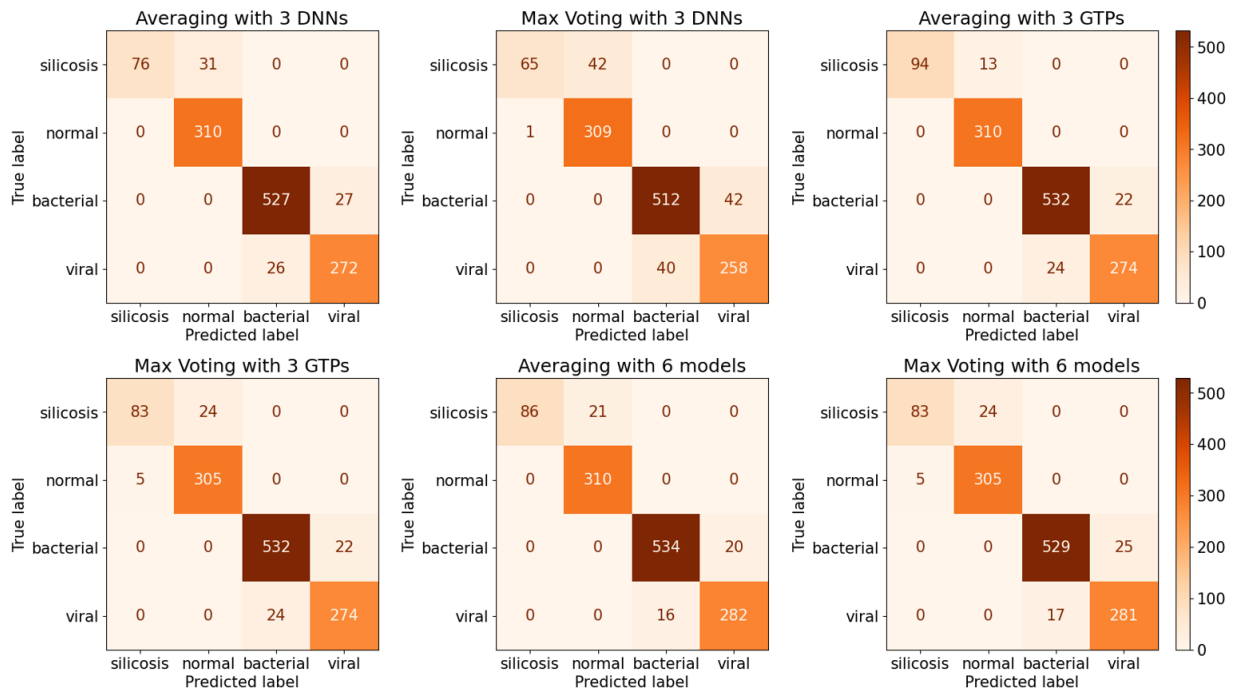 Averaging with 3 DNNs
Max Voting with 3 DNNs
Averaging with 3 GTPs
True label
silicosis 76 31 0 0
normal 0 310 0 0
bacterial 0 0 527 27
viral 0 0 26 272
silicosis normal bacterial viral
Predicted label
True label
silicosis 65 42 0 0
normal 1 309 0 0
bacterial 0 0 512 42
viral 0 0 40 258
silicosis normal bacterial viral
Predicted label
True label
silicosis 94 13 0 0
normal 0 310 0 0
bacterial 0 0 532 22
viral 0 0 24 274
silicosis normal bacterial viral
Predicted label
500
400
300
200
100
0
Max Voting with 3 GTPs
Averaging with 6 models
Max Voting with 6 models
True label
silicosis 83 24 0 0
normal 5 305 0 0
bacterial 0 0 532 22
viral 0 0 24 274
silicosis normal bacterial viral
Predicted label
True label
silicosis 86 21 0 0
normal 0 310 0 0
bacterial 0 0 534 20
viral 0 0 16 282
silicosis normal bacterial viral
Predicted label
True label
silicosis 83 24 0 0
normal 5 305 0 0
bacterial 0 0 529 25
viral 0 0 17 281
silicosis normal bacterial viral
Predicted label
500
400
300
200
100
0